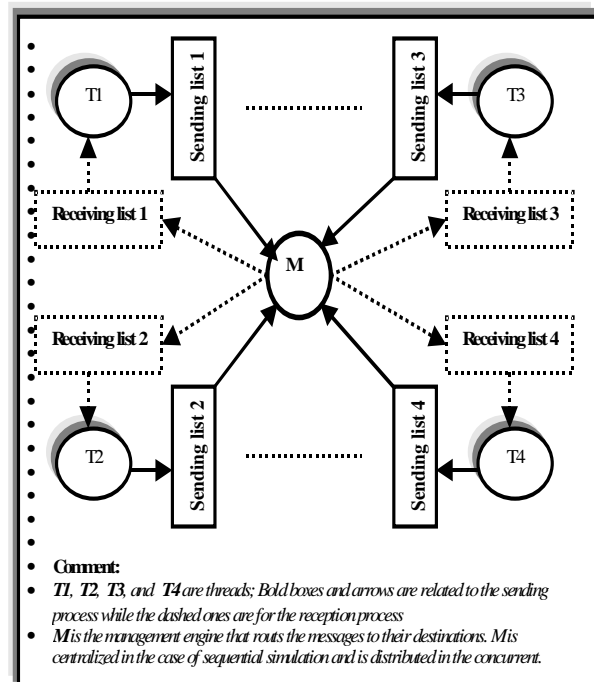 T1
Sending list 1
Sending list 3
T3
Receiving list 1
Receiving list 3
M
Receiving list 2
Receiving list 4
T2
Sending list 2
Sending list 4
T4
• Comment:
• T1, T2, T3, and T4 are threads; Bold boxes and arrows are related to the sending
process while the dashed ones are for the reception process
• M is the management engine that routs the messages to their destinations. M is
centralized in the case of sequential simulation and is distributed in the concurrent.